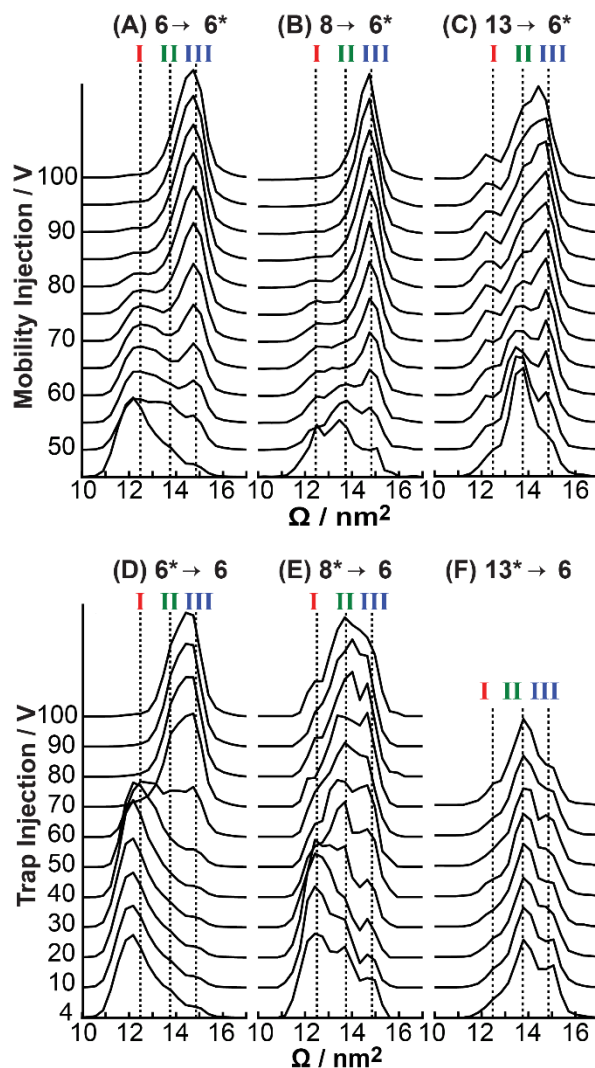 (A) 6→ 6* (B) 8→ 6* (C) 13→ 6*
I II III I II III I II III
Mobility Injection / V
100
90
80
70
60
50
10 12 14 16 10 12 14 16 10 12 14 16
Ω / nm²
(D) 6*→ 6 (E) 8*→ 6 (F) 13*→ 6
I II III I II III I II III
Trap Injection / V
100
90
80
70
60
50
40
30
20
10
4
10 12 14 16 10 12 14 16 10 12 14 16
Ω / nm²